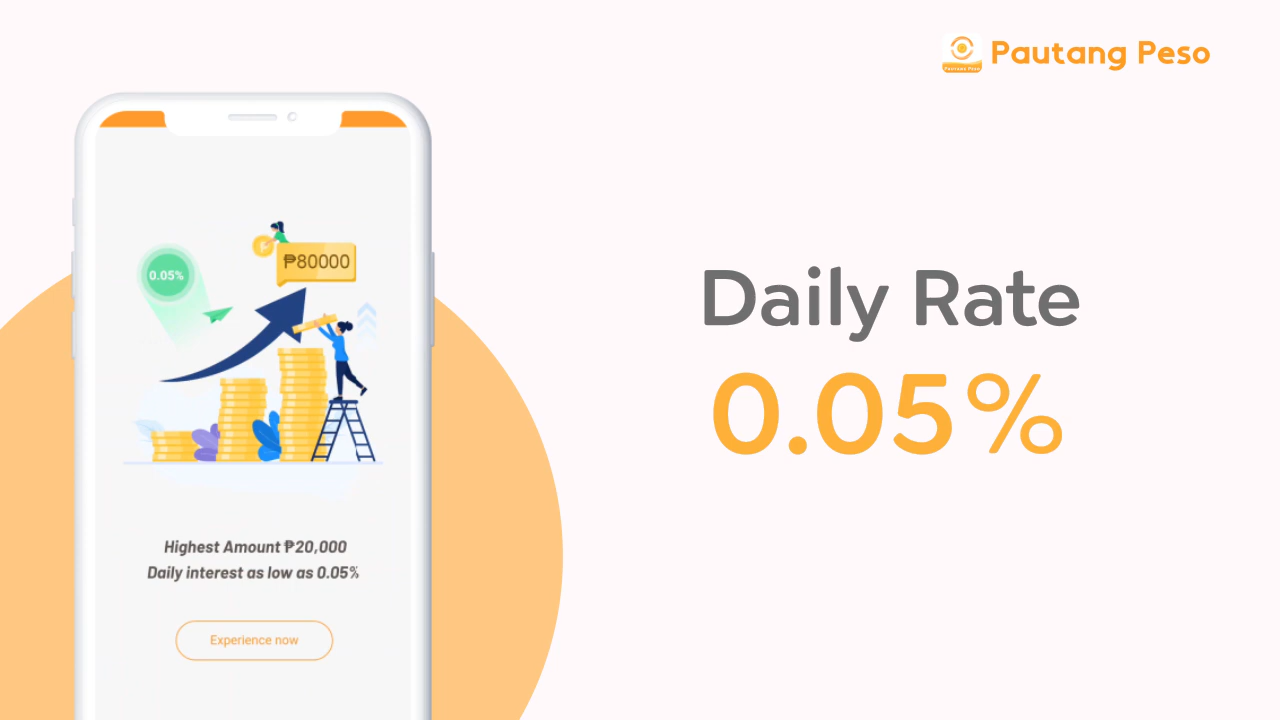 Pautang Peso
0.05%
₱80000
Daily Rate
0.05%
Highest Amount ₱20,000
Daily interest as low as 0.05%
Experience now